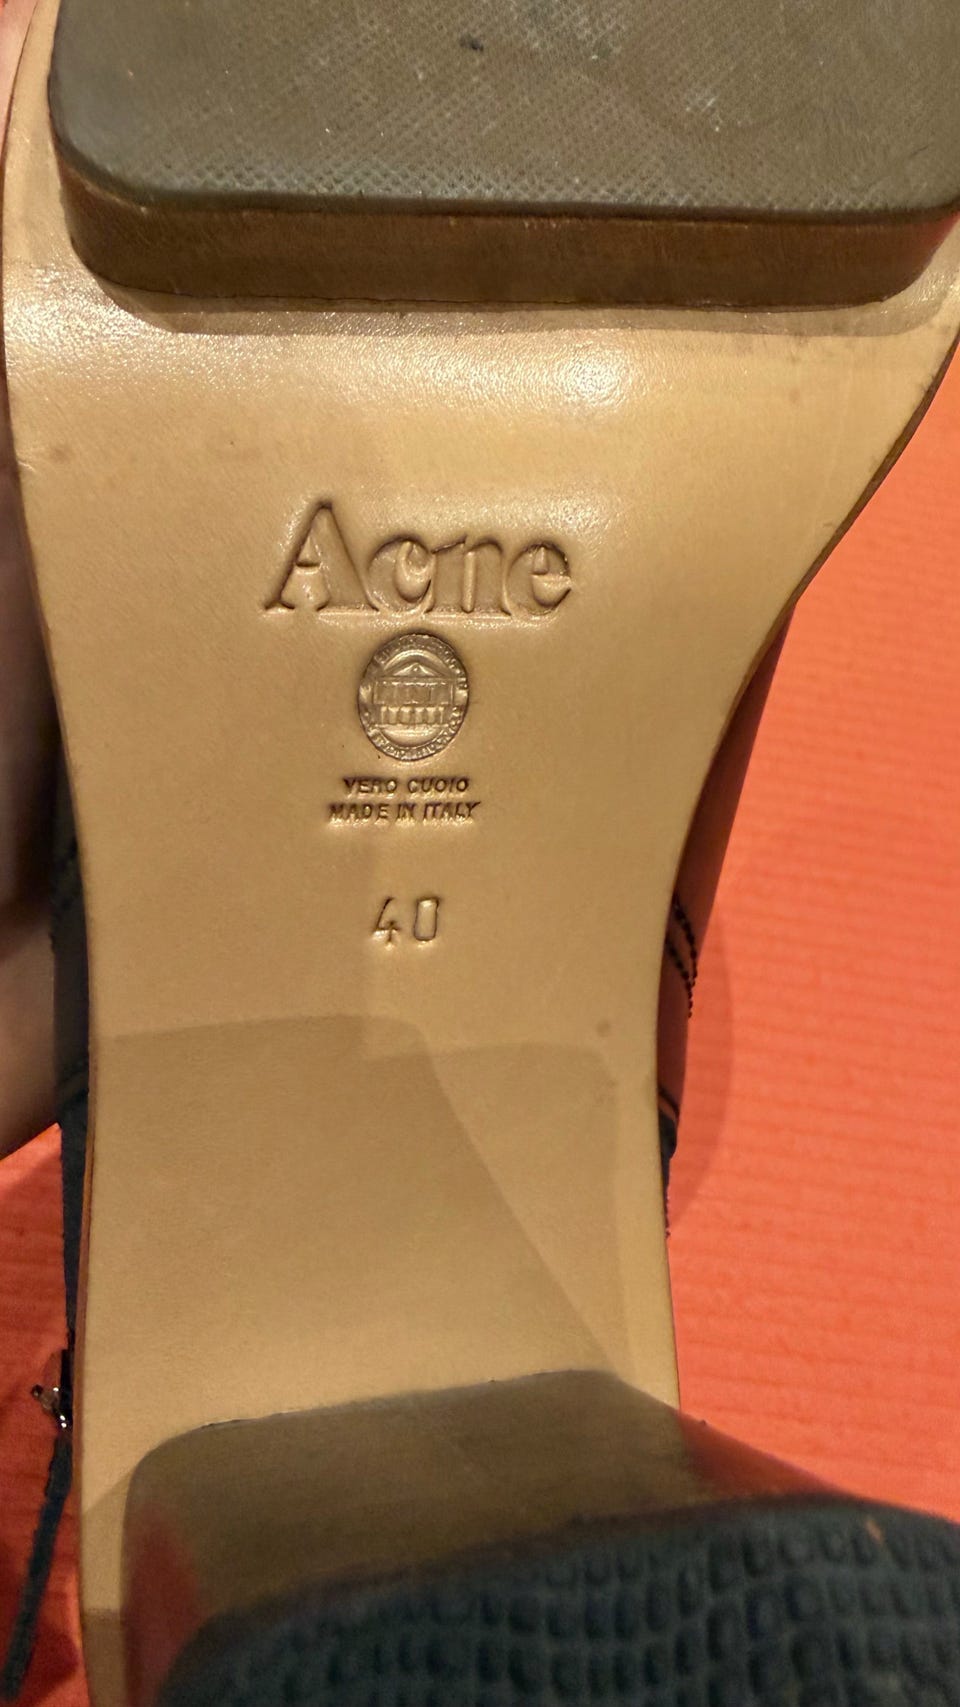 Acne
VERO CUOIO
MADE IN ITALY
40